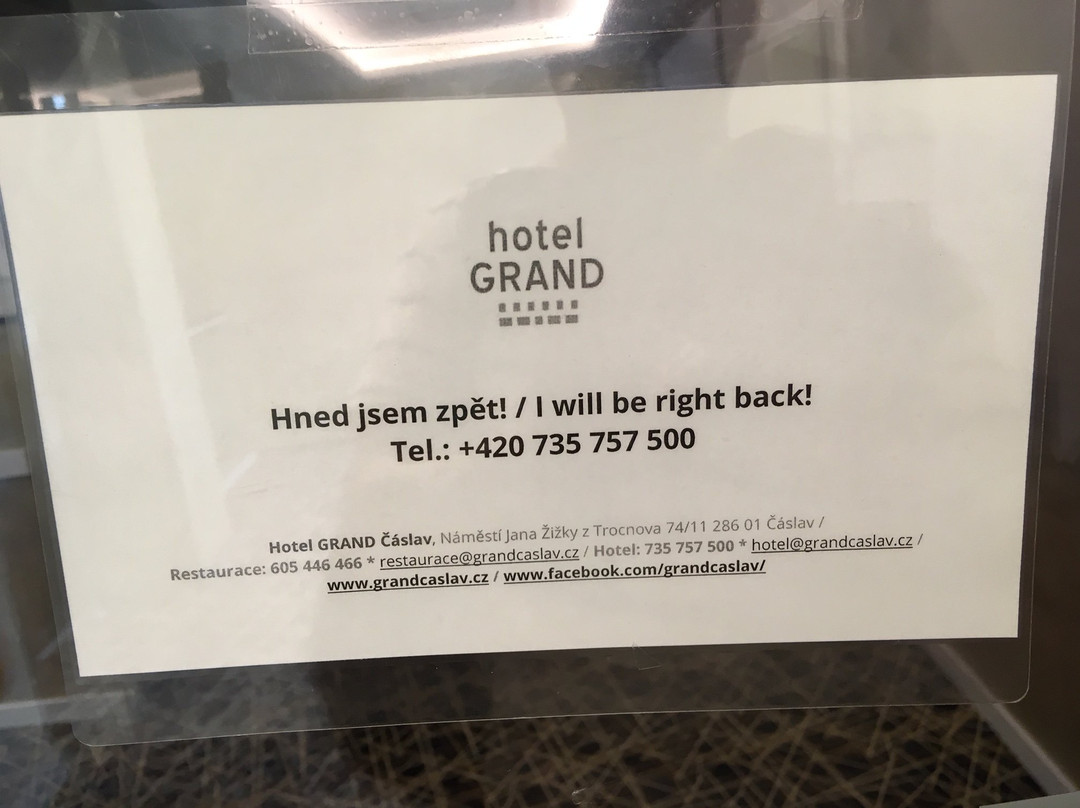 hotel
GRAND
Hned jsem zpět! / I will be right back!
Tel.: +420 735 757 500
Hotel GRAND Čáslav, Náměstí Jana Žižky z Trocnova 74/11 286 01 Čáslav /
Restaurace: 605 446 466 * restaurace@grandcaslav.cz / Hotel: 735 757 500 * hotel@grandcaslav.cz /
www.grandcaslav.cz / www.facebook.com/grandcaslav/